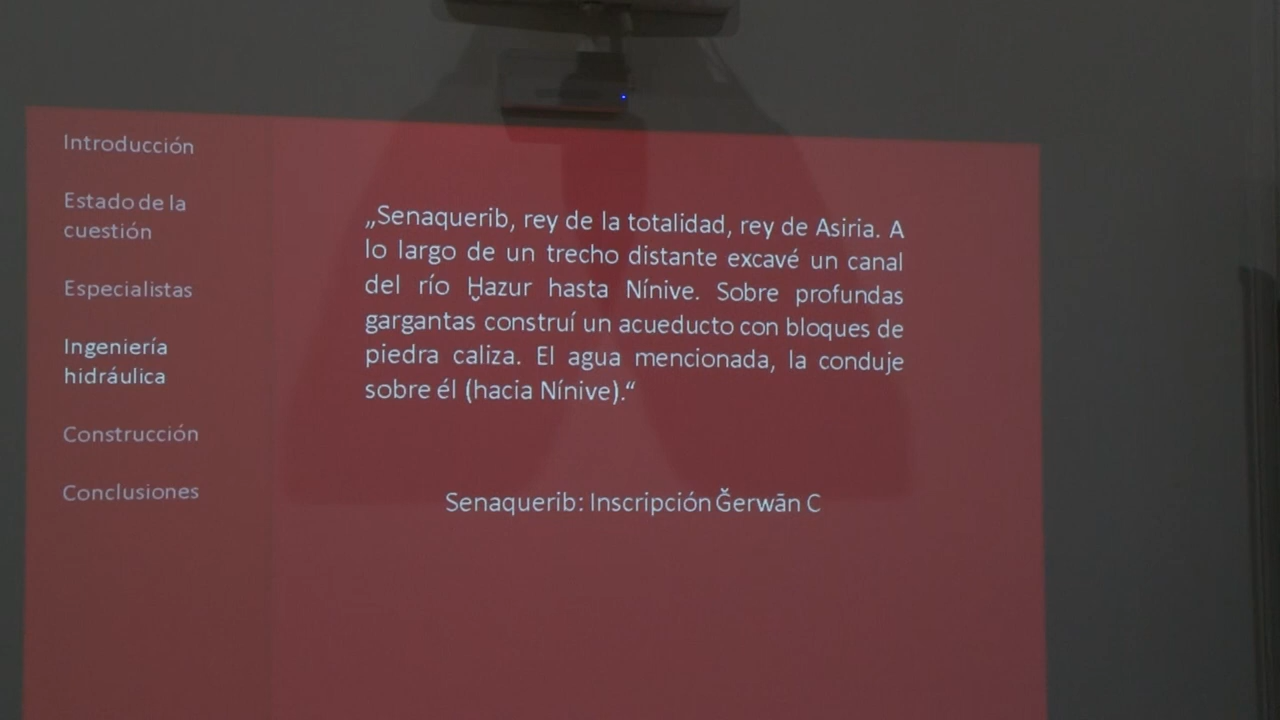 Introducción
Estado de la
cuestión
Especialistas
Ingeniería
hidráulica
Construcción
Conclusiones
„Senaquerib, rey de la totalidad, rey de Asiria. A
lo largo de un trecho distante excavé un canal
del río Ḫazur hasta Nínive. Sobre profundas
gargantas construí un acueducto con bloques de
piedra caliza. El agua mencionada, la conduje
sobre él (hacia Nínive).“
Senaquerib: Inscripción Ğerwān C